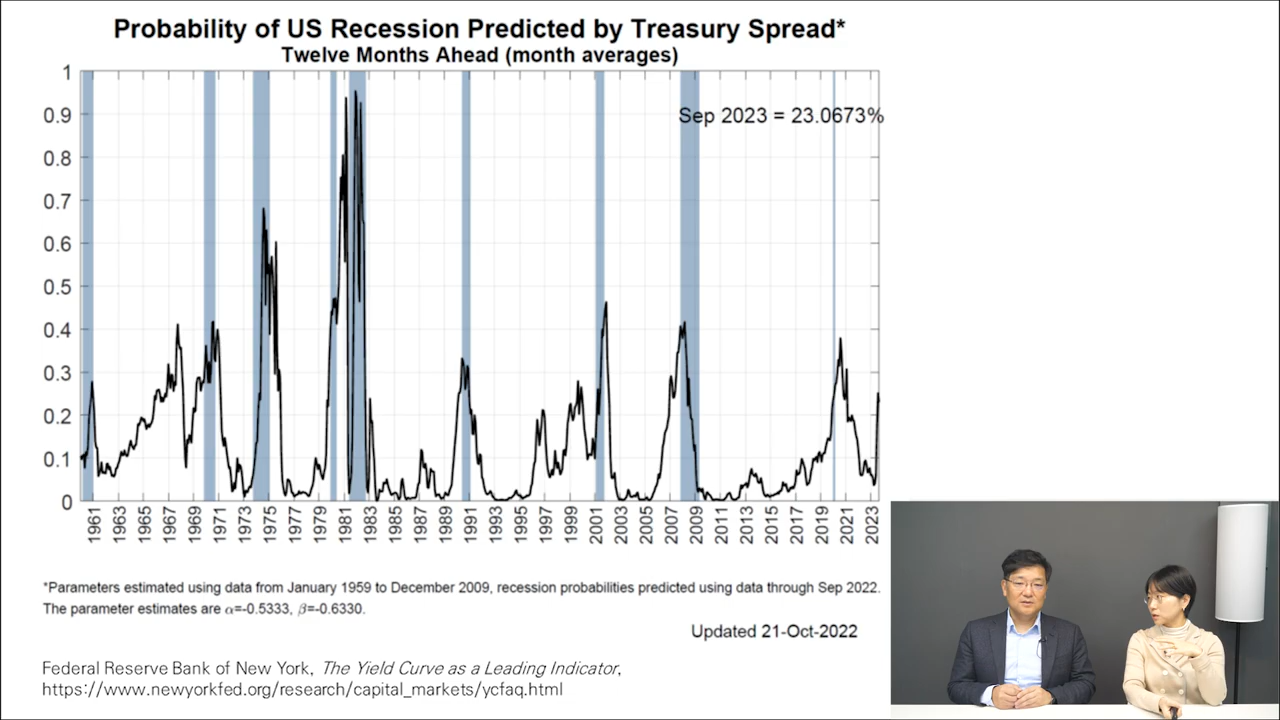 Probability of US Recession Predicted by Treasury Spread*
Twelve Months Ahead (month averages)
Sep 2023 = 23.0673%
1
0.9
0.8
0.7
0.6
0.5
0.4
0.3
0.2
0.1
0
1961 1963 1965 1967 1969 1971 1973 1975 1977 1979 1981 1983 1985 1987 1989 1991 1993 1995 1997 1999 2001 2003 2005 2007 2009 2011 2013 2015 2017 2019 2021 2023
*Parameters estimated using data from January 1959 to December 2009, recession probabilities predicted using data through Sep 2022.
The parameter estimates are α=-0.5333, β=-0.6330.
Updated 21-Oct-2022
Federal Reserve Bank of New York, The Yield Curve as a Leading Indicator,
https://www.newyorkfed.org/research/capital_markets/ycfaq.html